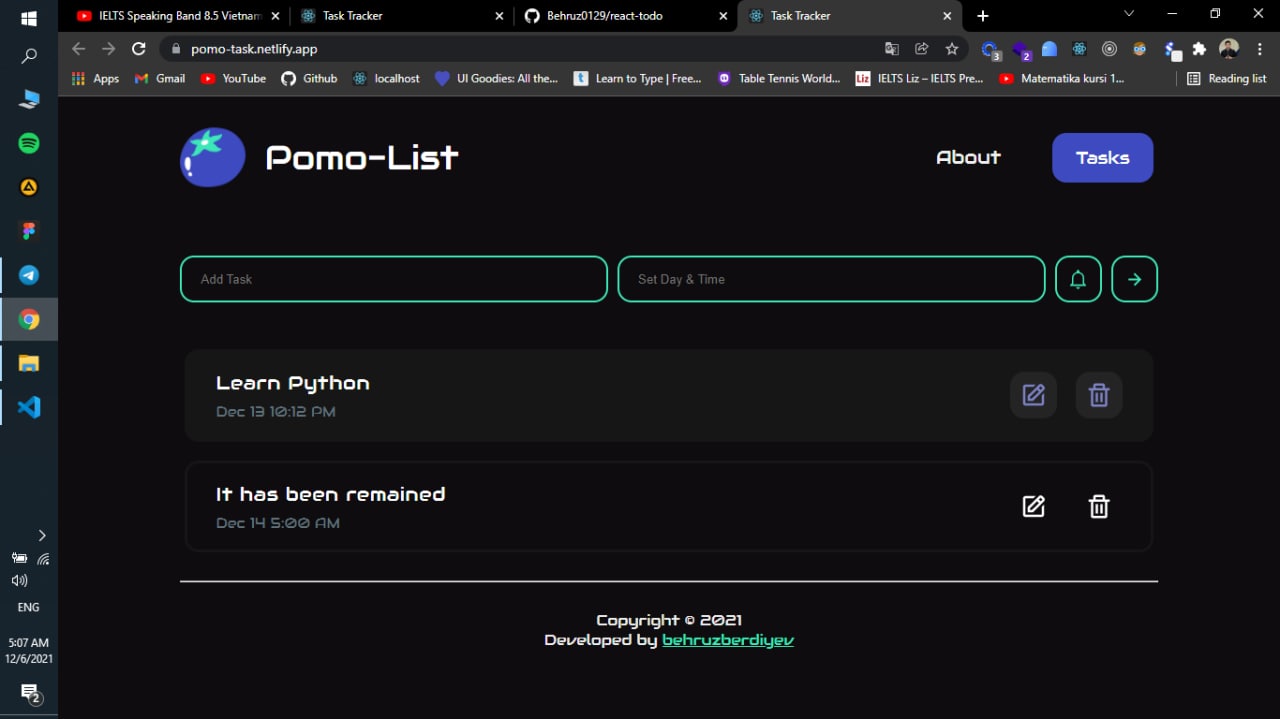 IELTS Speaking Band 8.5 Vietnam
Task Tracker
Behruz0129/react-todo
Task Tracker
pomo-task.netlify.app
3
2
Apps
Gmail
YouTube
Github
localhost
UI Goodies: All the...
t
Learn to Type | Free...
Table Tennis World...
Liz
IELTS Liz – IELTS Pre...
Matematika kursi 1...
Reading list
Pomo-List
About
Tasks
Add Task
Set Day & Time
Learn Python
Dec 13 10:12 PM
It has been remained
Dec 14 5:00 AM
Copyright © 2021
Developed by behruzberdiyev
ENG
5:07 AM
12/6/2021
2